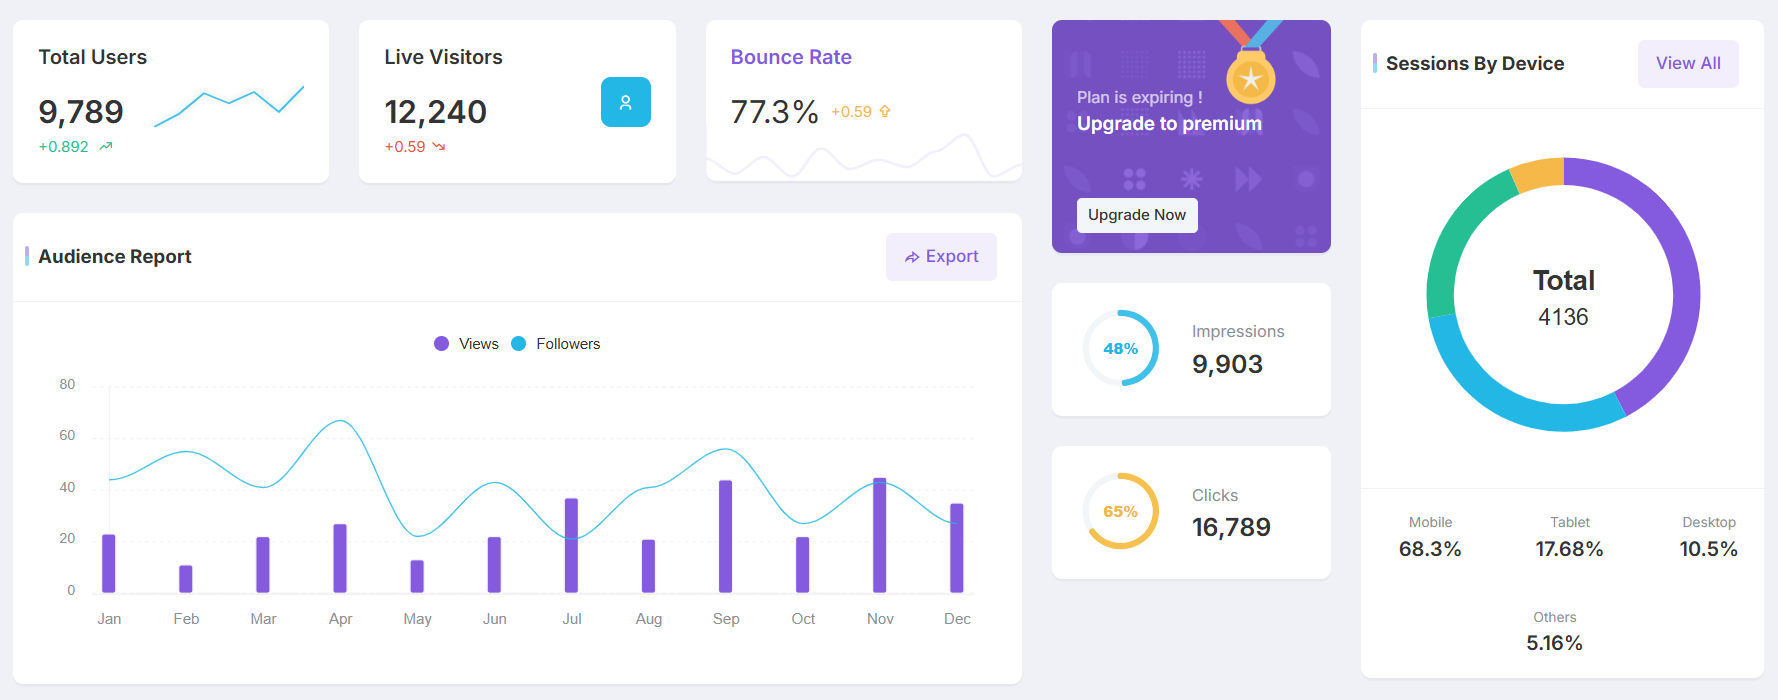 Total Users
9,789
+0.892
Live Visitors
12,240
+0.59
Bounce Rate
77.3% +0.59
Plan is expiring !
Upgrade to premium
Upgrade Now
Sessions By Device
View All
Total
4136
Mobile
68.3%
Tablet
17.68%
Desktop
10.5%
Others
5.16%
Audience Report
Export
Views Followers
80
60
40
20
0
Jan Feb Mar Apr May Jun Jul Aug Sep Oct Nov Dec
48%
Impressions
9,903
65%
Clicks
16,789